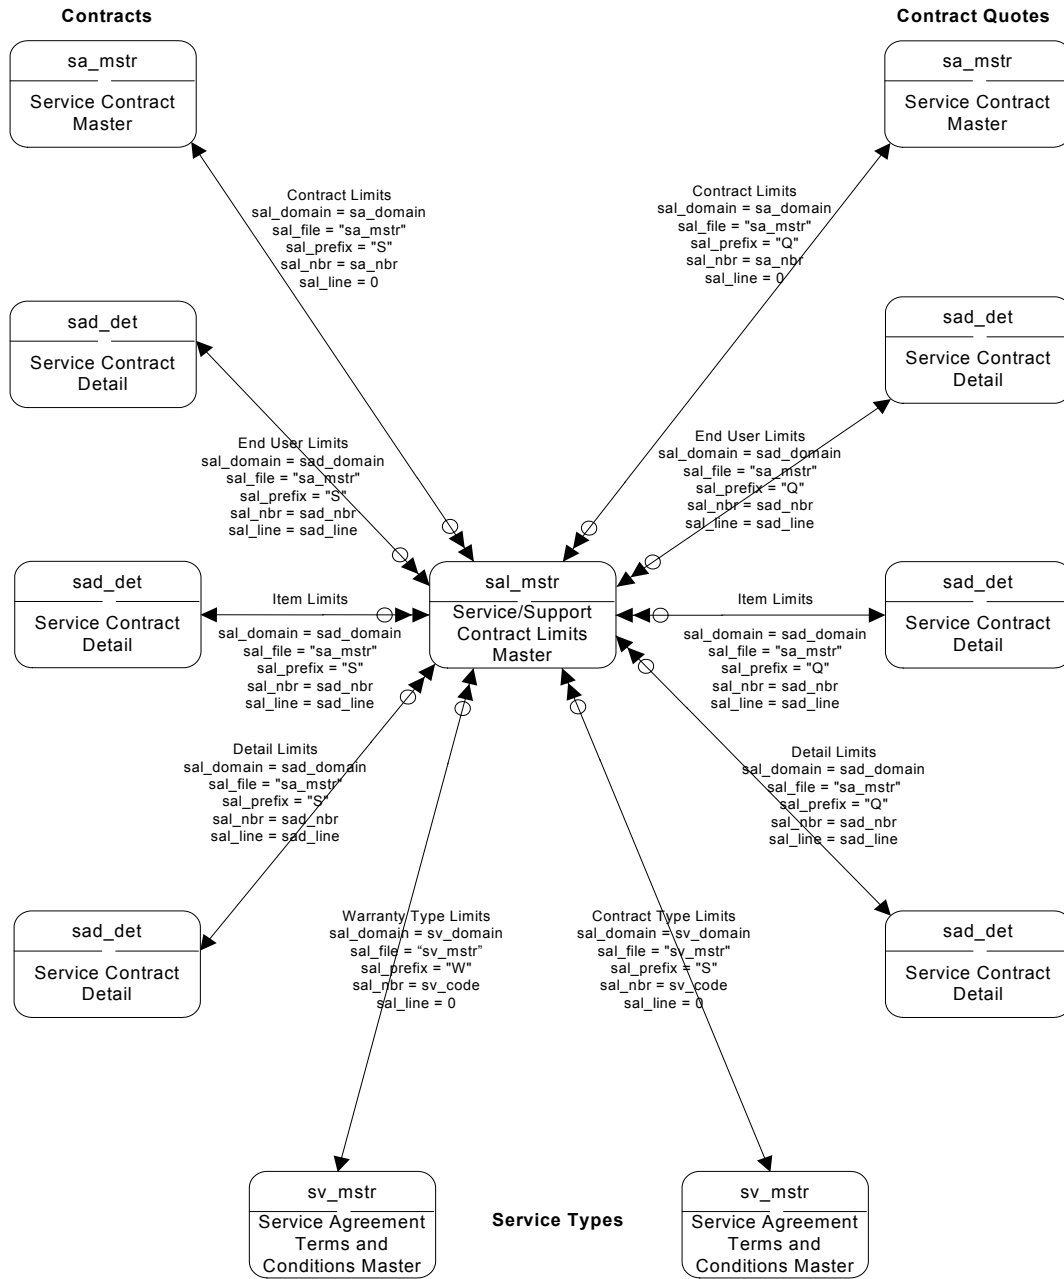 Contracts
Contract Quotes
sa_mstr
Service Contract
Master
sa_mstr
Service Contract
Master
Contract Limits
sal_domain = sa_domain
sal_file = "sa_mstr"
sal_prefix = "S"
sal_nbr = sa_nbr
sal_line = 0
Contract Limits
sal_domain = sa_domain
sal_file = "sa_mstr"
sal_prefix = "Q"
sal_nbr = sa_nbr
sal_line = 0
sad_det
Service Contract
Detail
sad_det
Service Contract
Detail
End User Limits
sal_domain = sad_domain
sal_file = "sa_mstr"
sal_prefix = "S"
sal_nbr = sad_nbr
sal_line = sad_line
End User Limits
sal_domain = sad_domain
sal_file = "sa_mstr"
sal_prefix = "Q"
sal_nbr = sad_nbr
sal_line = sad_line
sad_det
Service Contract
Detail
Item Limits
sal_domain = sad_domain
sal_file = "sa_mstr"
sal_prefix = "S"
sal_nbr = sad_nbr
sal_line = sad_line
sal_mstr
Service/Support
Contract Limits
Master
Item Limits
sal_domain = sad_domain
sal_file = "sa_mstr"
sal_prefix = "Q"
sal_nbr = sad_nbr
sal_line = sad_line
sad_det
Service Contract
Detail
Detail Limits
sal_domain = sad_domain
sal_file = "sa_mstr"
sal_prefix = "S"
sal_nbr = sad_nbr
sal_line = sad_line
Detail Limits
sal_domain = sad_domain
sal_file = "sa_mstr"
sal_prefix = "Q"
sal_nbr = sad_nbr
sal_line = sad_line
sad_det
Service Contract
Detail
Warranty Type Limits
sal_domain = sv_domain
sal_file = “sv_mstr”
sal_prefix = "W"
sal_nbr = sv_code
sal_line = 0
Contract Type Limits
sal_domain = sv_domain
sal_file = "sv_mstr"
sal_prefix = "S"
sal_nbr = sv_code
sal_line = 0
sad_det
Service Contract
Detail
sv_mstr
Service Agreement
Terms and
Conditions Master
Service Types
sv_mstr
Service Agreement
Terms and
Conditions Master